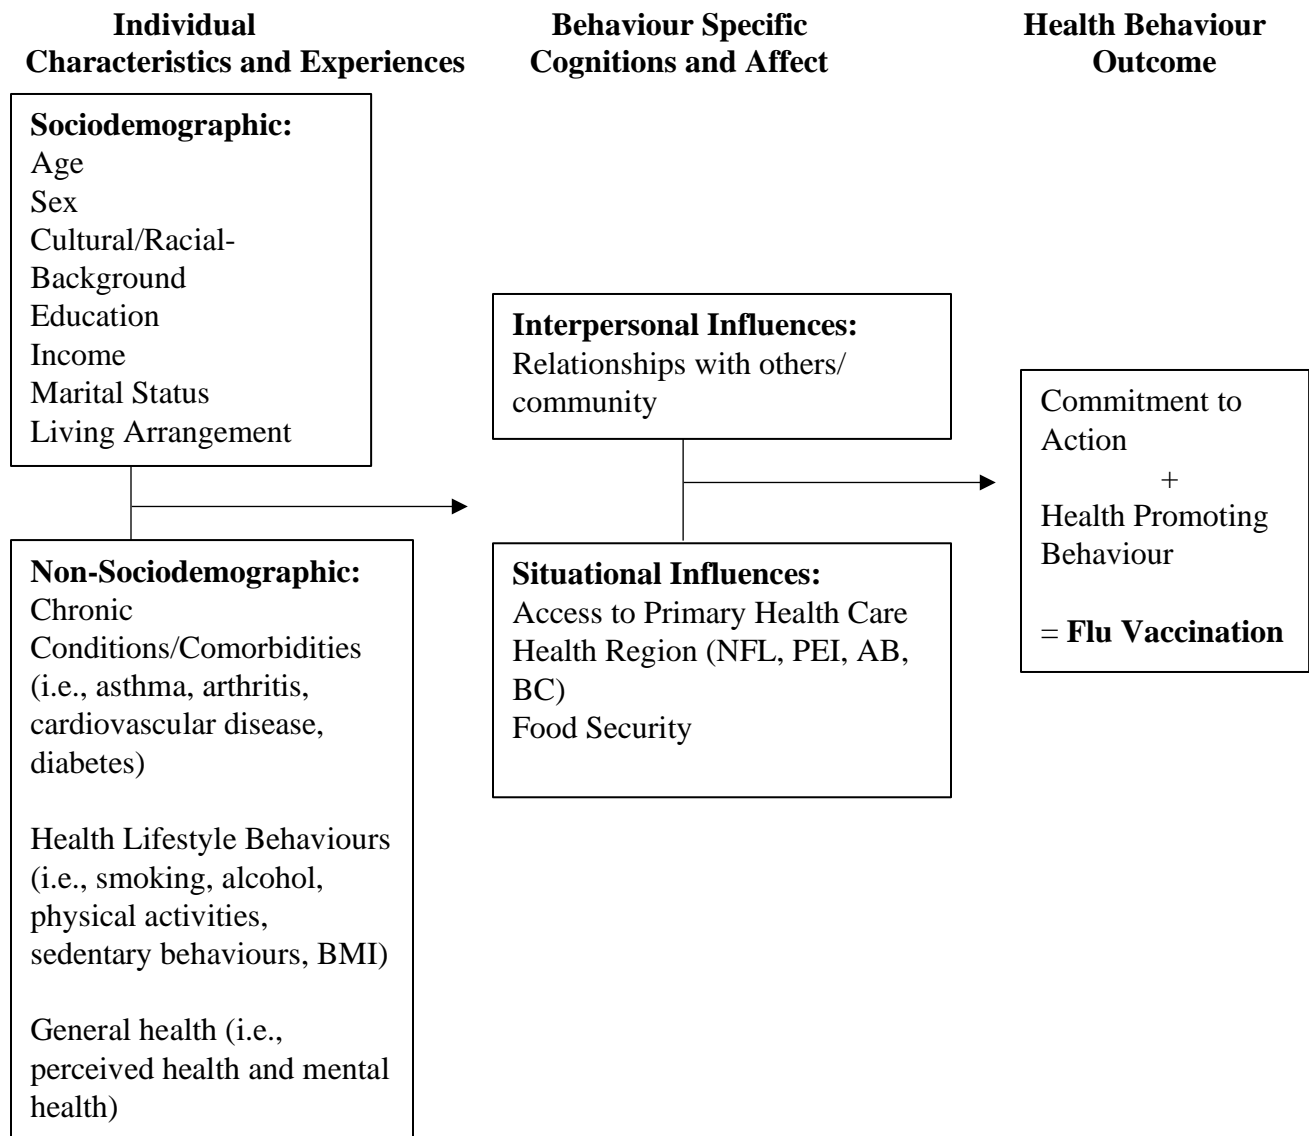 Individual
Characteristics and Experiences
Behaviour Specific
Cognitions and Affect
Health Behaviour
Outcome
Sociodemographic:
Age
Sex
Cultural/Racial-
Background
Education
Income
Marital Status
Living Arrangement
Non-Sociodemographic:
Chronic
Conditions/Comorbidities
(i.e., asthma, arthritis,
cardiovascular disease,
diabetes)
Health Lifestyle Behaviours
(i.e., smoking, alcohol,
physical activities,
sedentary behaviours, BMI)
General health (i.e.,
perceived health and mental
health)
Interpersonal Influences:
Relationships with others/
community
Situational Influences:
Access to Primary Health Care
Health Region (NFL, PEI, AB,
BC)
Food Security
Commitment to
Action
+
Health Promoting
Behaviour
= Flu Vaccination